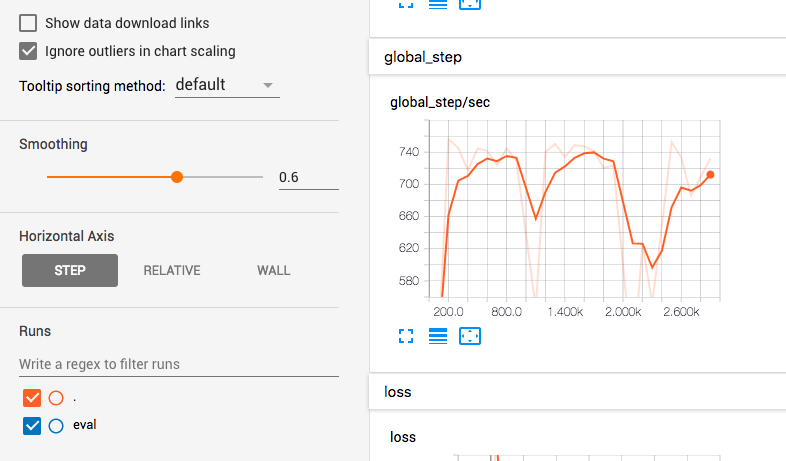 Show data download links
Ignore outliers in chart scaling
Tooltip sorting method: default
Smoothing
0.6
Horizontal Axis
STEP RELATIVE WALL
Runs
Write a regex to filter runs
.
eval
global_step
global_step/sec
740
700
660
620
580
200.0 800.0 1.400k 2.000k 2.600k
loss
loss